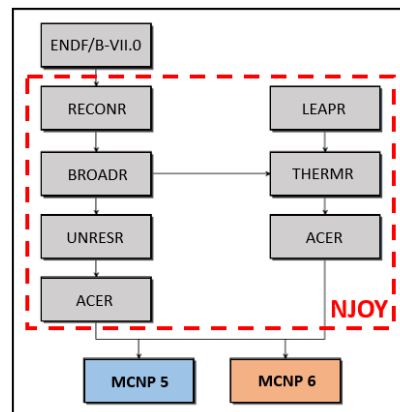 ENDF/B-VII.0
RECONR
LEAPR
BROADR
THERMR
UNRESR
ACER
ACER
NJOY
MCNP 5
MCNP 6